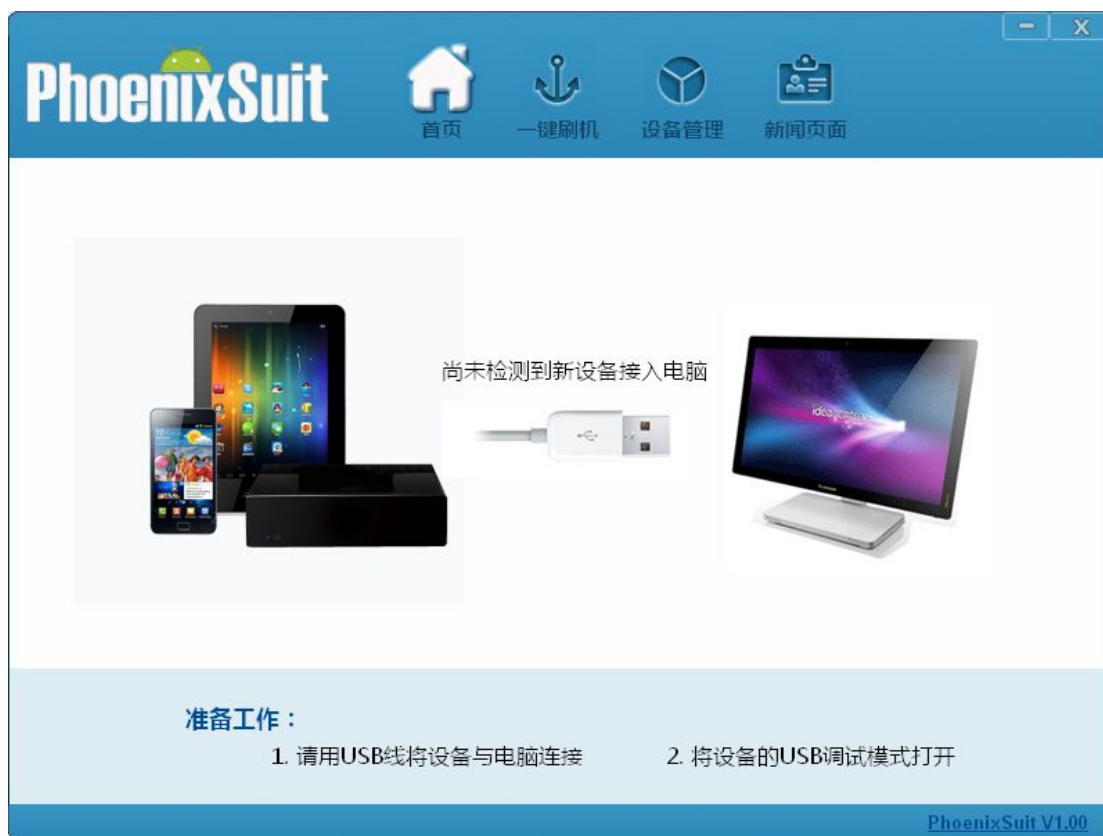 PhoenixSuit
首页
一键刷机
设备管理
新闻页面
尚未检测到新设备接入电脑
准备工作：
1. 请用USB线将设备与电脑连接
2. 将设备的USB调试模式打开
PhoenixSuit V1.00